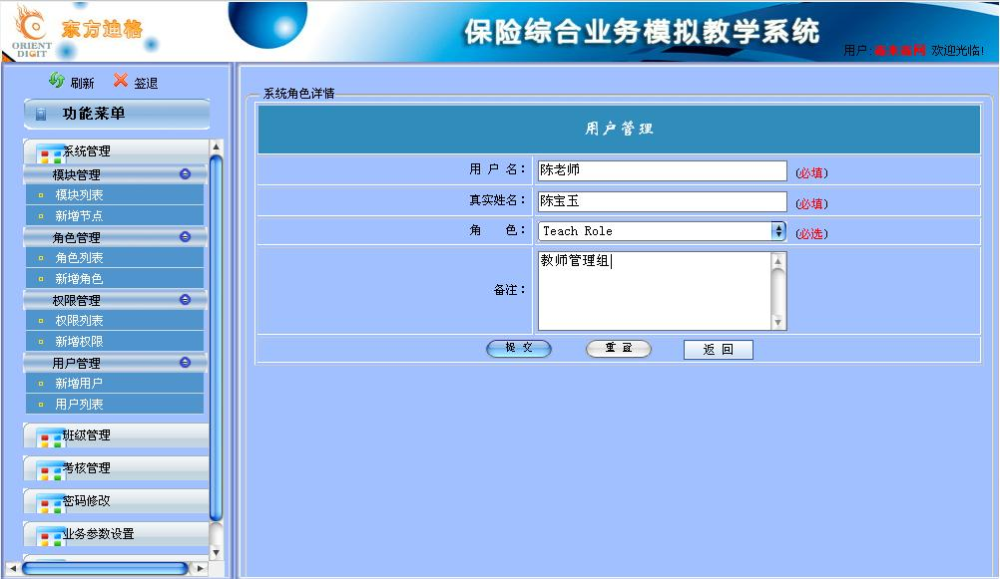 东方迪格
ORIENT
DIGIT
保险综合业务模拟教学系统
用户:
欢迎光临!
刷新 签退
功能菜单
系统管理
模块管理
模块列表
新增节点
角色管理
角色列表
新增角色
权限管理
权限列表
新增权限
用户管理
新增用户
用户列表
班级管理
考核管理
密码修改
业务参数设置
系统角色详情
用户管理
用 户 名： 陈老师 (必填)
真实姓名： 陈宝玉 (必填)
角 色： Teach Role (必选)
备注： 教师管理组
提 交 重 置 返 回